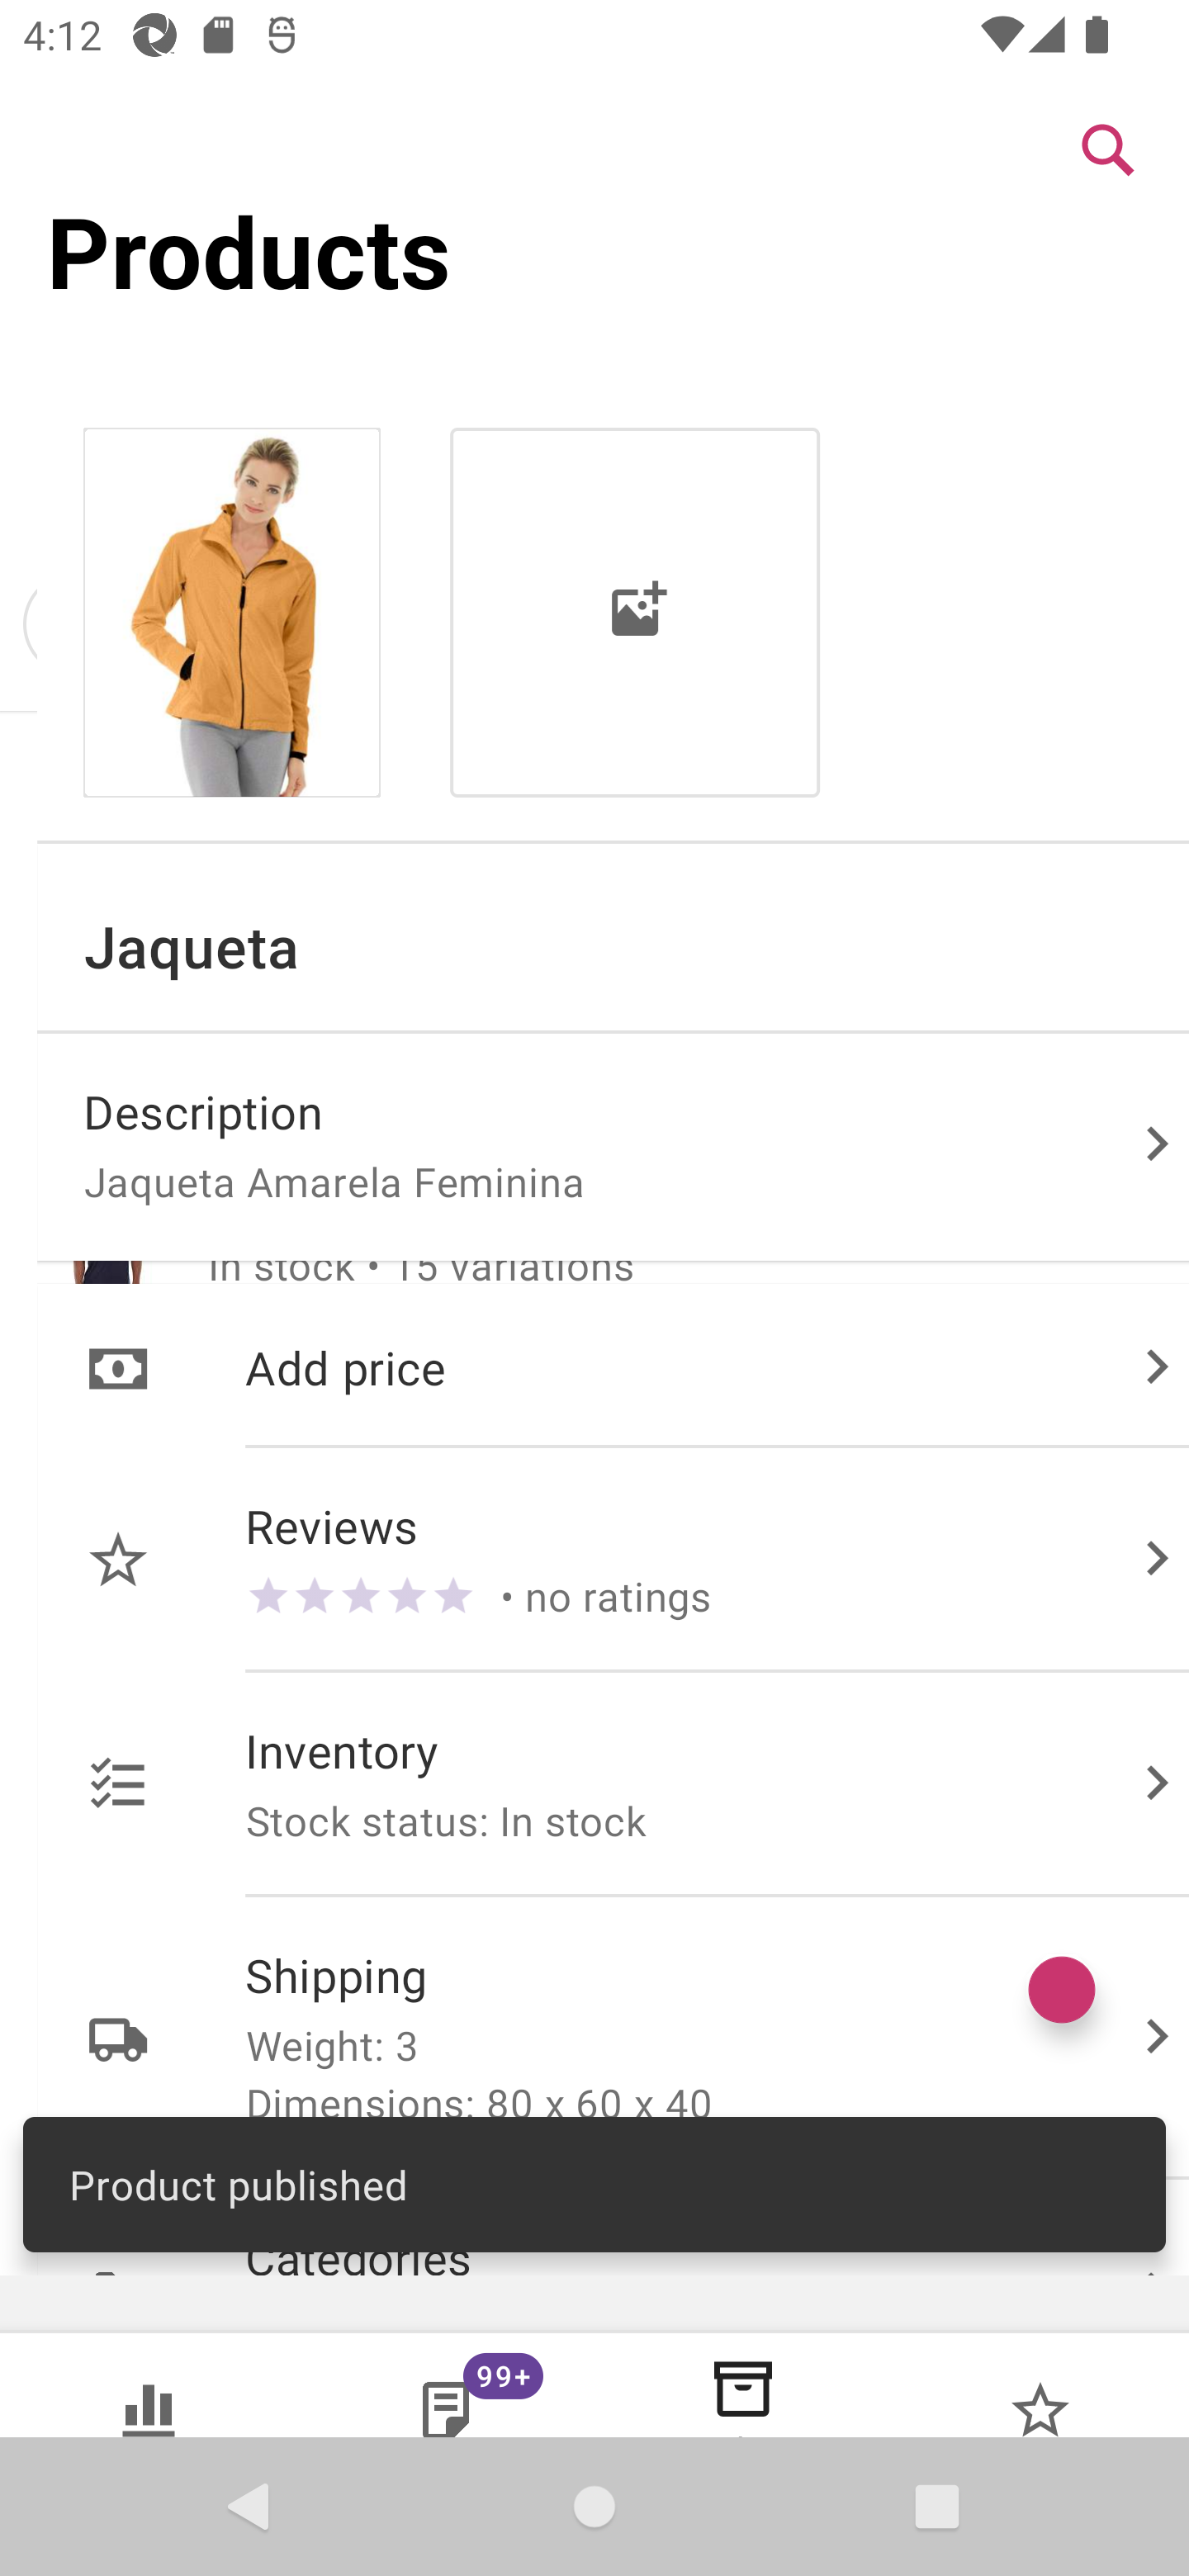 4:12
Products
Jaqueta
Description
Jaqueta Amarela Feminina
In stock • 15 variations
Add price
Reviews
• no ratings
Inventory
Stock status: In stock
Shipping
Weight: 3
Dimensions: 80 x 60 x 40
Product published
Categories
99+